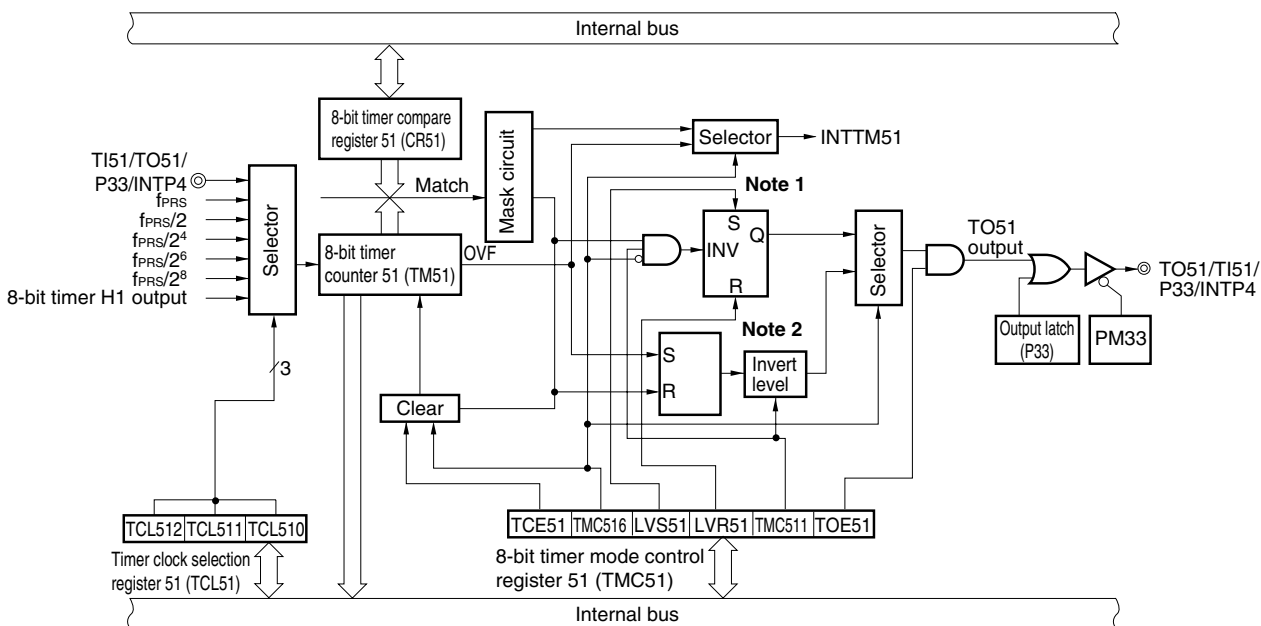 Internal bus
8-bit timer compare
register 51 (CR51)
TI51/TO51/
P33/INTP4
fPRS
fPRS/2
fPRS/2⁴
fPRS/2⁶
fPRS/2⁸
8-bit timer H1 output
Selector
Match
Mask circuit
8-bit timer
counter 51 (TM51)
OVF
Selector
INTTM51
Note 1
S
INV
Q
R
Note 2
S
R
Invert
level
Selector
TO51
output
Output latch
(P33)
PM33
TO51/TI51/
P33/INTP4
3
Clear
TCL512 TCL511 TCL510
Timer clock selection
register 51 (TCL51)
TCE51 TMC516 LVS51 LVR51 TMC511 TOE51
8-bit timer mode control
register 51 (TMC51)
Internal bus